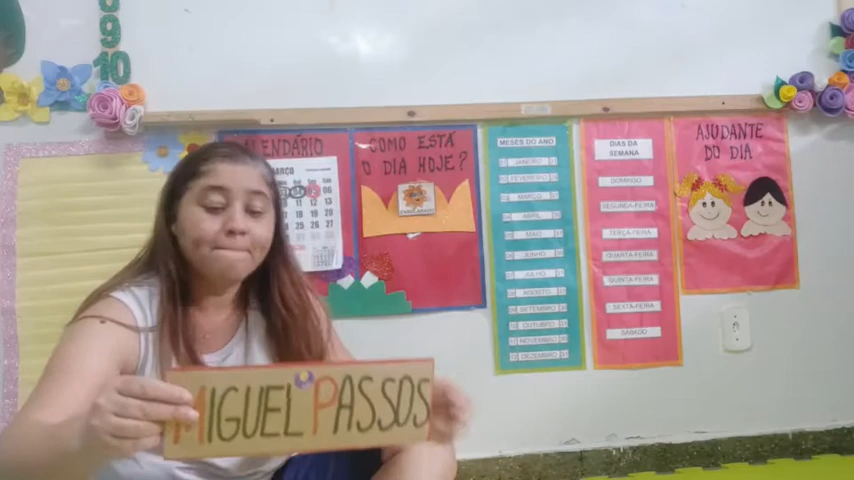 9
10
CALENDÁRIO
MARÇO
COMO ESTÁ
O DIA HOJE?
ENSOLARADO
MESES DO ANO
JANEIRO
FEVEREIRO
MARÇO
ABRIL
MAIO
JUNHO
JULHO
AGOSTO
SETEMBRO
OUTUBRO
NOVEMBRO
DEZEMBRO
DIAS DA
SEMANA
DOMINGO
SEGUNDA-FEIRA
TERÇA-FEIRA
QUARTA-FEIRA
QUINTA-FEIRA
SEXTA-FEIRA
SÁBADO
AJUDANTE
DO DIA
MIGUEL PASSOS